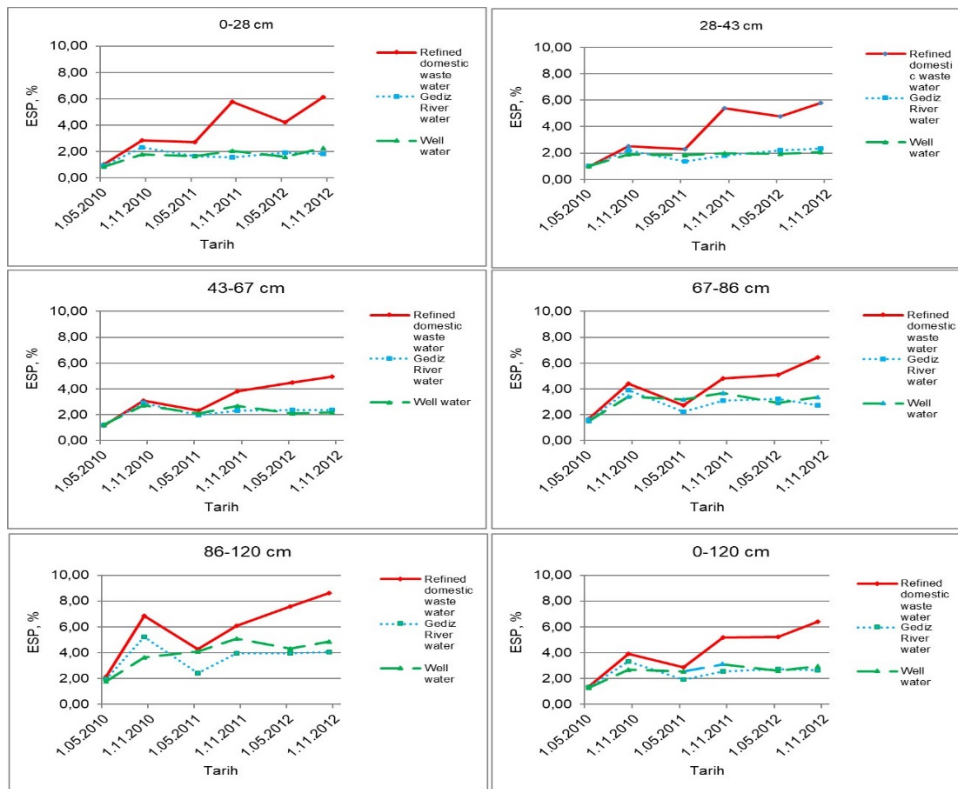 0-28 cm
10,00
8,00
6,00
4,00
2,00
0,00
ESP, %
1.05.2010
1.11.2010
1.05.2011
1.11.2011
1.05.2012
1.11.2012
Tarih
Refined
domestic
waste
water
Gediz
River
water
Well
water
28-43 cm
10,00
8,00
6,00
4,00
2,00
0,00
ESP, %
1.05.2010
1.11.2010
1.05.2011
1.11.2011
1.05.2012
1.11.2012
Tarih
Refined
domesti
c waste
water
Gediz
River
water
Well
water
43-67 cm
10,00
8,00
6,00
4,00
2,00
0,00
ESP, %
1.05.2010
1.11.2010
1.05.2011
1.11.2011
1.05.2012
1.11.2012
Tarih
Refined
domestic
waste
water
Gediz
River
water
Well water
67-86 cm
10,00
8,00
6,00
4,00
2,00
0,00
ESP, %
1.05.2010
1.11.2010
1.05.2011
1.11.2011
1.05.2012
1.11.2012
Tarih
Refined
domestic
waste water
Gediz
River
water
Well
water
86-120 cm
10,00
8,00
6,00
4,00
2,00
0,00
ESP, %
1.05.2010
1.11.2010
1.05.2011
1.11.2011
1.05.2012
1.11.2012
Tarih
Refined
domestic
waste
water
Gediz
River
water
Well
water
0-120 cm
10,00
8,00
6,00
4,00
2,00
0,00
ESP, %
1.05.2010
1.11.2010
1.05.2011
1.11.2011
1.05.2012
1.11.2012
Tarih
Refined
domestic
waste
water
Gediz
River
water
Well
water